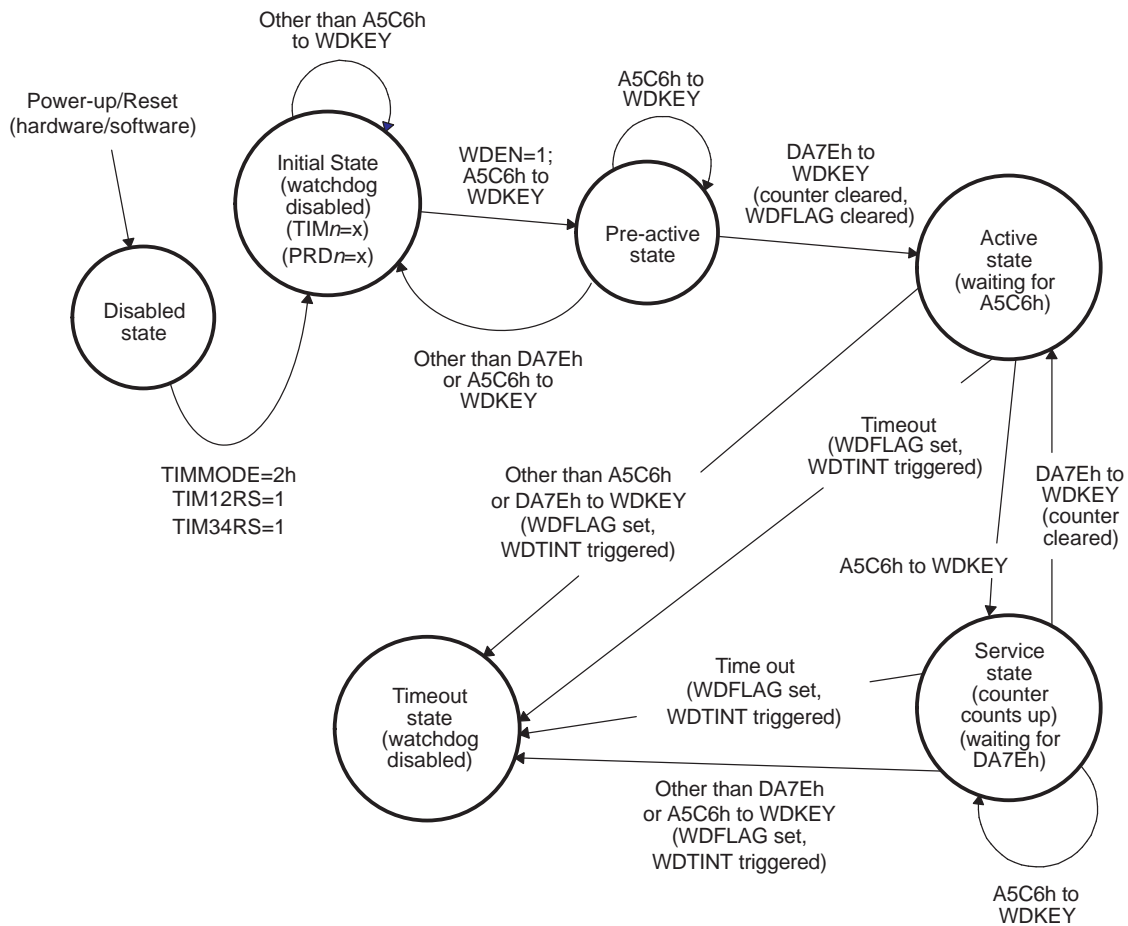 Other than A5C6h
to WDKEY
Power-up/Reset
(hardware/software)
Initial State
(watchdog
disabled)
(TIMn=x)
(PRDn=x)
WDEN=1;
A5C6h to
WDKEY
A5C6h to
WDKEY
Pre-active
state
DA7Eh to
WDKEY
(counter cleared,
WDFLAG cleared)
Active
state
(waiting for
A5C6h)
Disabled
state
Other than DA7Eh
or A5C6h to
WDKEY
TIMMODE=2h
TIM12RS=1
TIM34RS=1
Other than A5C6h
or DA7Eh to WDKEY
(WDFLAG set,
WDTINT triggered)
Timeout
(WDFLAG set,
WDTINT triggered)
DA7Eh to
WDKEY
(counter
cleared)
A5C6h to WDKEY
Timeout
state
(watchdog
disabled)
Time out
(WDFLAG set,
WDTINT triggered)
Service
state
(counter
counts up)
(waiting for
DA7Eh)
Other than DA7Eh
or A5C6h to WDKEY
(WDFLAG set,
WDTINT triggered)
A5C6h to
WDKEY